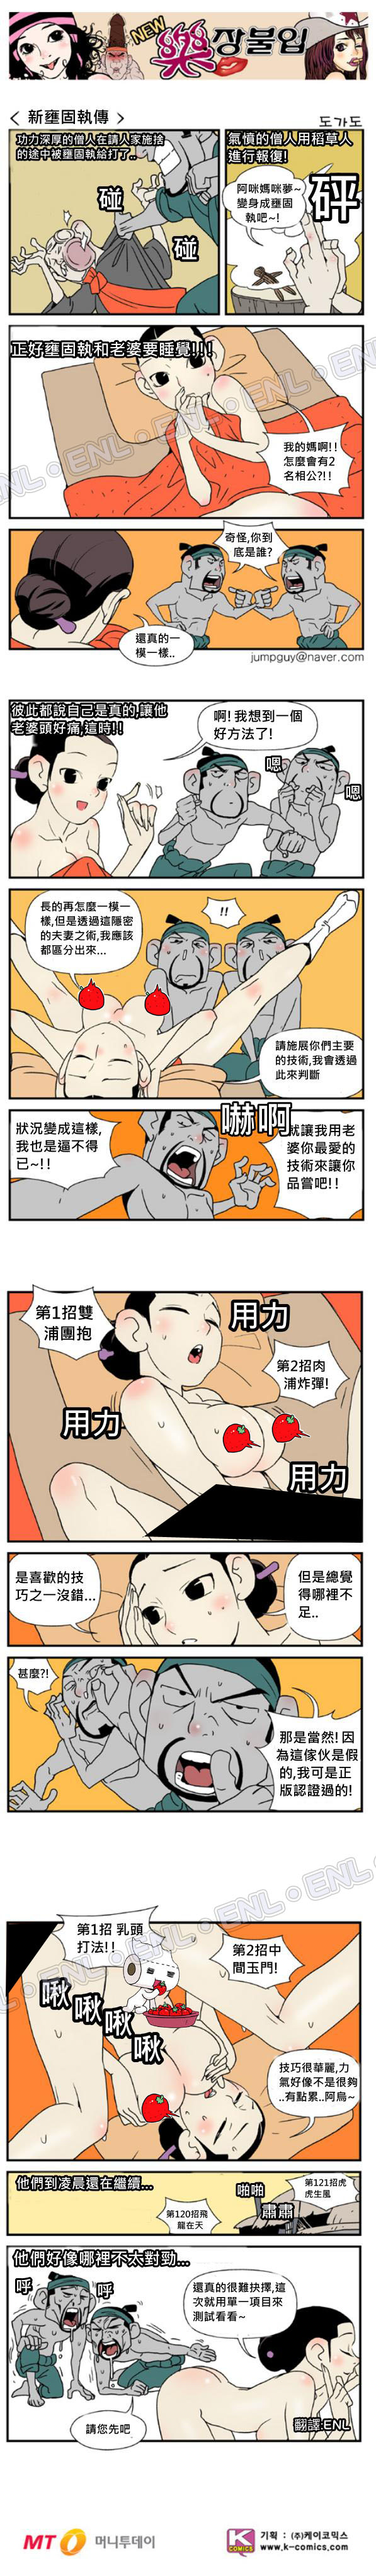 NEW
樂
장불입
< 新壅固執傳 >
도가도
功力深厚的僧人在請人家施捨
的途中被壅固執給打了..
碰
碰
氣憤的僧人用稻草人
進行報復!
阿咪媽咪夢~
變身成壅固
執吧~!
砰
正好壅固執和老婆要睡覺!!!
我的媽啊!!
怎麼會有2
名相公?!!
奇怪,你到
底是誰?
還真的一
模一樣..
jumpguy@naver.com
彼此都說自己是真的,讓他
老婆頭好痛,這時!!
啊! 我想到一個
好方法了!
嗯
嗯
長的再怎麼一模一
樣,但是透過這隱密
的夫妻之術,我應該
都區分出來...
!!
請施展你們主要
的技術,我會透過
此來判斷
狀況變成這樣,
我也是逼不得
已~!!
嚇啊
就讓我用老
婆你最愛的
技術來讓你
品嘗吧!!
第1招雙
浦團抱
用力
第2招肉
浦炸彈!
用力
用力
是喜歡的技
巧之一沒錯...
但是總覺
得哪裡不
足..
甚麼?!
那是當然! 因
為這傢伙是假
的,我可是正
版認證過的!
第1招 乳頭
打法!!
第2招中
間玉門!
啾
啾
啾
啾
技巧很華麗,力
氣好像不是很夠
..有點累..阿烏~
他們到凌晨還在繼續...
第120招飛
龍在天
啪啪
肅肅
第121招虎
虎生風
他們好像哪裡不太對勁...
呼
呼
還真的很難抉擇,這
次就用單一項目來
測試看看~
請您先吧
翻譯:ENL
MT 머니투데이
K COMICS
기획 : (주)케이코믹스
www.k-comics.com
ENL
ENL
ENL
ENL
ENL
ENL
ENL
ENL